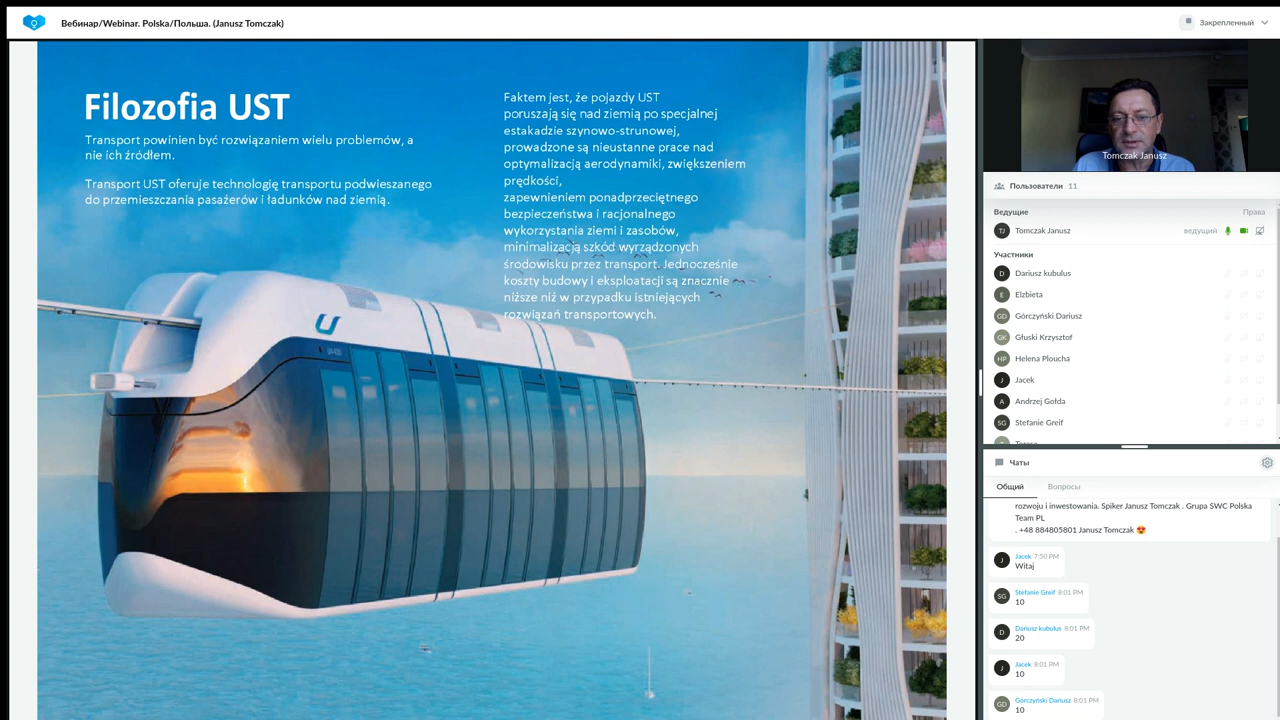 Вебинар/Webinar. Polska/Польша. (Janusz Tomczak)
Закрепленный
Filozofia UST
Transport powinien być rozwiązaniem wielu problemów, a
nie ich źródłem.
Transport UST oferuje technologię transportu podwieszanego
do przemieszczania pasażerów i ładunków nad ziemią.
Faktem jest, że pojazdy UST
poruszają się nad ziemią po specjalnej
estakadzie szynowo-strunowej,
prowadzone są nieustanne prace nad
optymalizacją aerodynamiki, zwiększeniem
prędkości,
zapewnieniem ponadprzeciętnego
bezpieczeństwa i racjonalnego
wykorzystania ziemi i zasobów,
minimalizacją szkód wyrządzonych
środowisku przez transport. Jednocześnie
koszty budowy i eksploatacji są znacznie
niższe niż w przypadku istniejących
rozwiązań transportowych.
Tomczak Janusz
Пользователи 11
Ведущие Права
TJ Tomczak Janusz ведущий
Участники
D Dariusz kubulus
E Elzbieta
GD Górczyński Dariusz
GK Głuski Krzysztof
HP Helena Ploucha
J Jacek
A Andrzej Gołda
SG Stefanie Greif
Чаты
Общий Вопросы
rozwoju i inwestowania. Spiker Janusz Tomczak . Grupa SWC Polska
Team PL
. +48 884805801 Janusz Tomczak 😍
J Jacek 7:50 PM
Witaj
SG Stefanie Greif 8:01 PM
10
D Dariusz kubulus 8:01 PM
20
J Jacek 8:01 PM
10
GD Górczyński Dariusz 8:01 PM
10